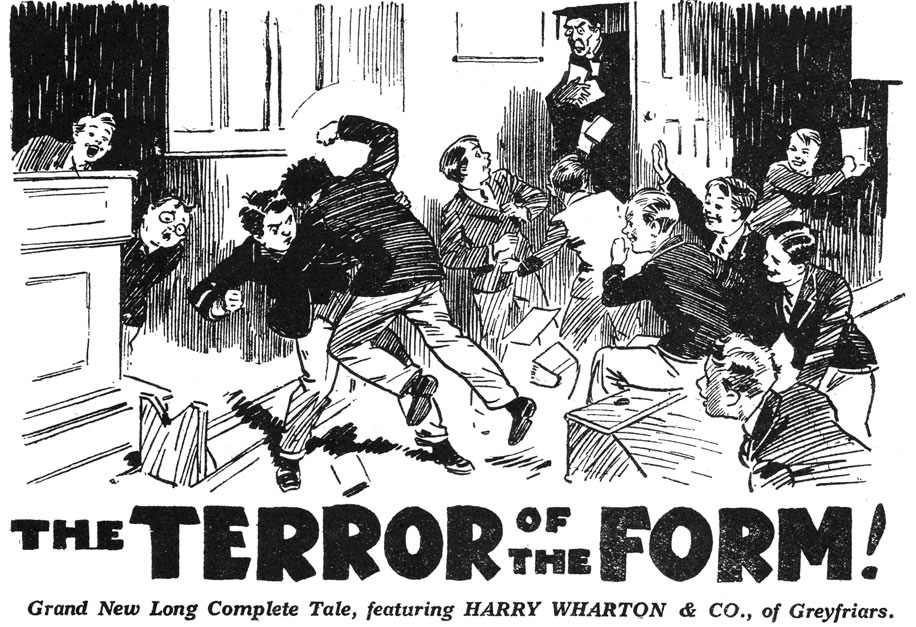 THE TERROR OF THE FORM!
Grand New Long Complete Tale, featuring HARRY WHARTON & CO., of Greyfriars.